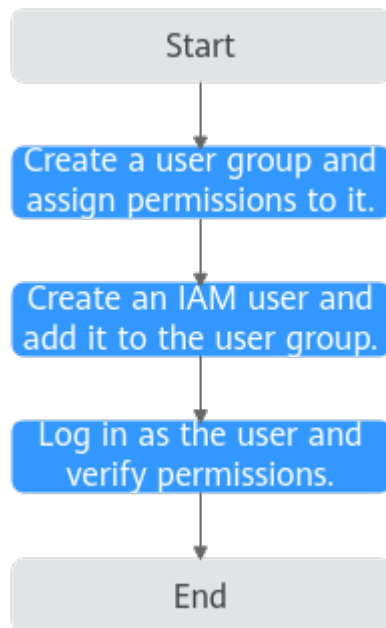 Start
Create a user group and
assign permissions to it.
Create an IAM user and
add it to the user group.
Log in as the user and
verify permissions.
End